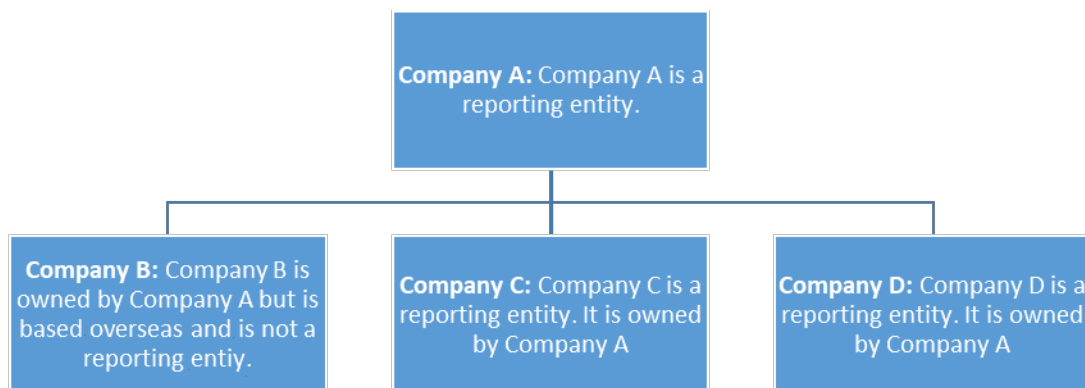 Company A: Company A is a
reporting entity.
Company B: Company B is
owned by Company A but is
based overseas and is not a
reporting entiy.
Company C: Company C is a
reporting entity. It is owned
by Company A
Company D: Company D is a
reporting entity. It is owned
by Company A